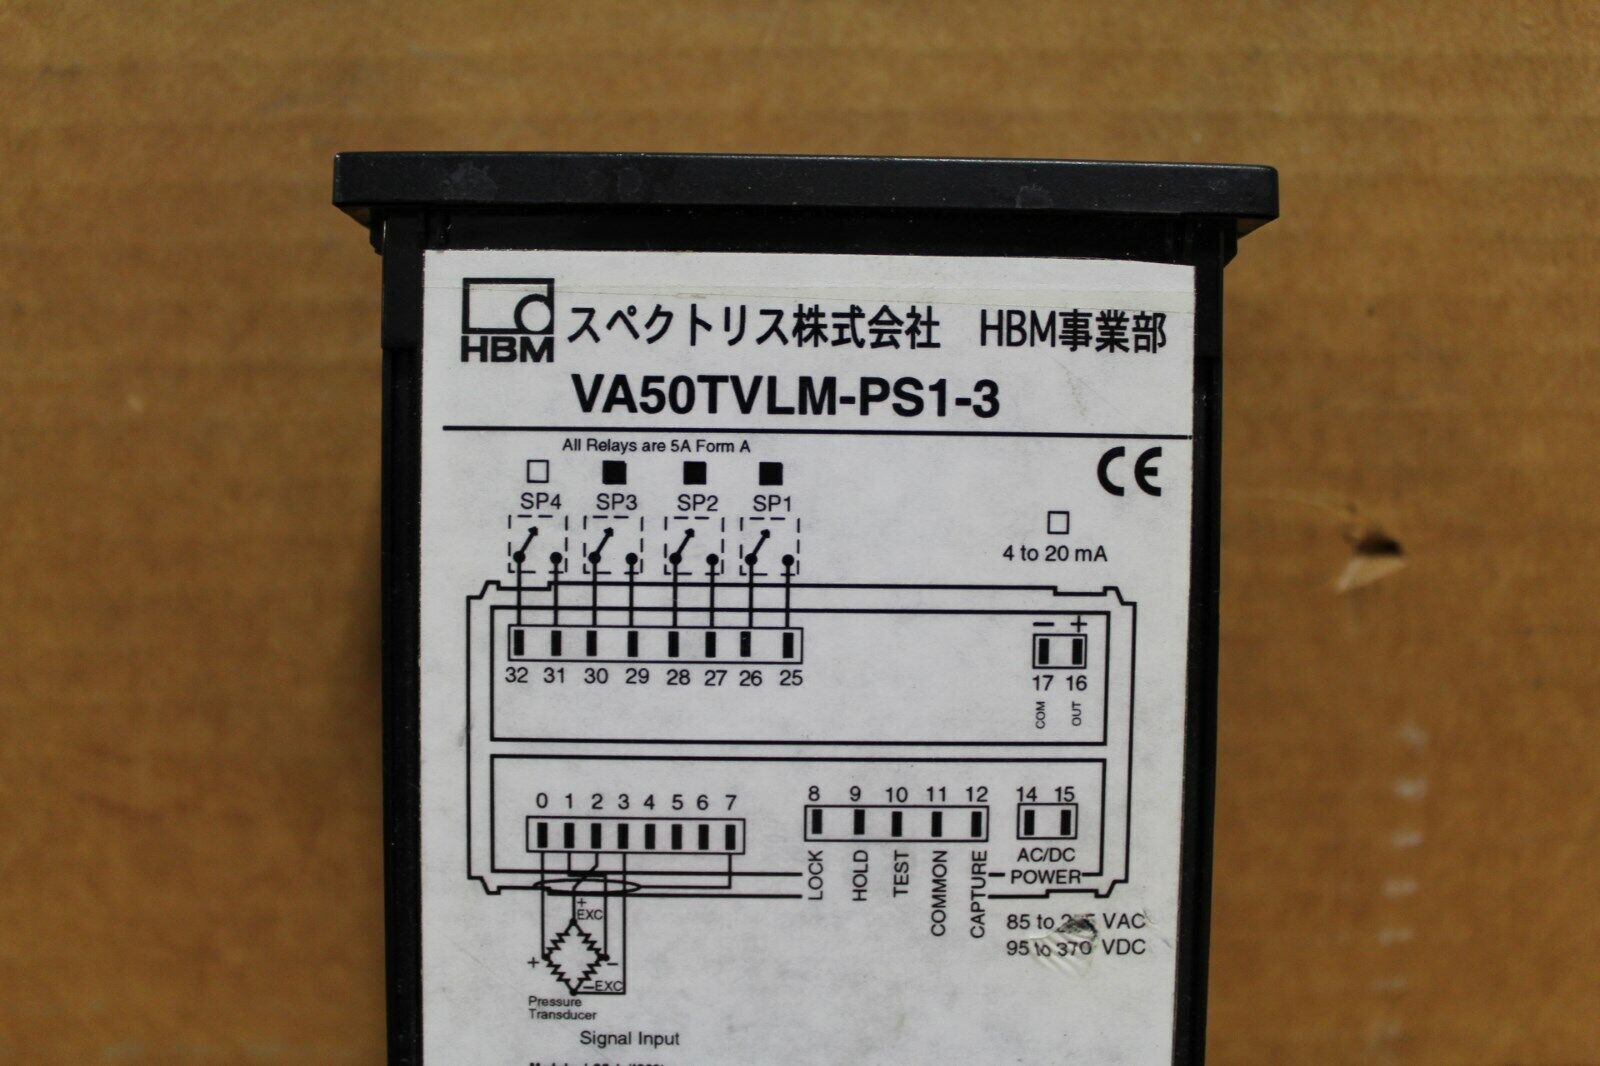 HBM
スペクトリス株式会社 HBM事業部
VA50TVLM-PS1-3
All Relays are 5A Form A
CE
SP4 SP3 SP2 SP1
4 to 20 mA
- +
32 31 30 29 28 27 26 25
17 16
COM OUT
0 1 2 3 4 5 6 7
8 9 10 11 12
14 15
LOCK HOLD TEST COMMON CAPTURE
AC/DC
POWER
85 to VAC
95 to 370 VDC
+
EXC
+ -
-EXC
Pressure
Transducer
Signal Input